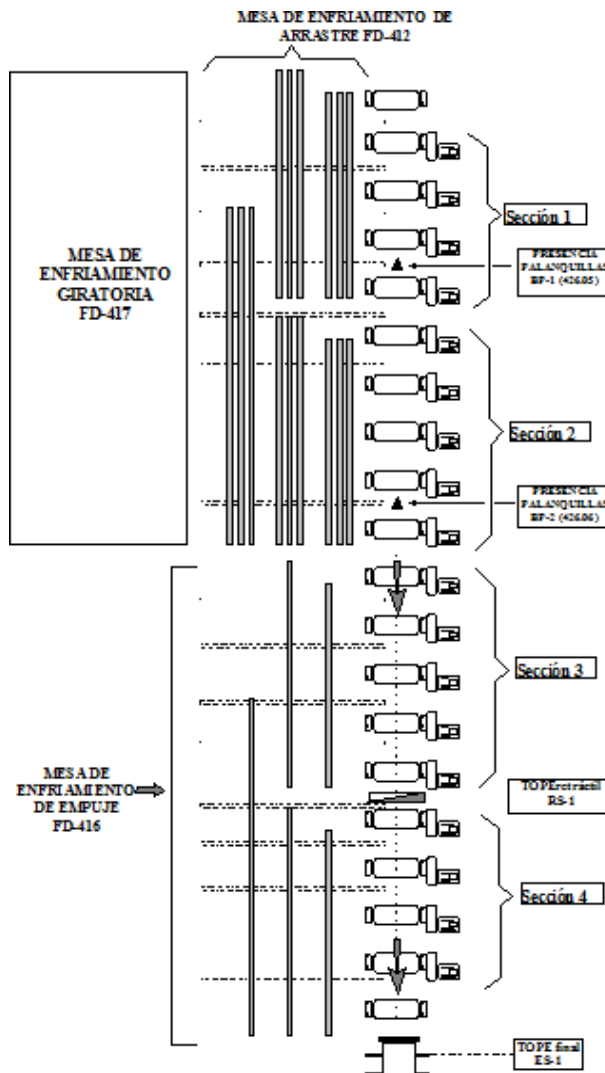 MESA DE ENFRIAMIENTO DE
ARRASTRE FD-412
MESA DE
ENFRIAMIENTO
GIRATORIA
FD-417
Sección 1
PRESENCIA
PALANQUILLAS
BP-1 (426.05)
Sección 2
PRESENCIA
PALANQUILLAS
BP-2 (426.06)
Sección 3
MESA DE
ENFRIAMIENTO
DE EMPUJE
FD-416
TOPE retráctil
RS-1
Sección 4
TOPE final
ES-1